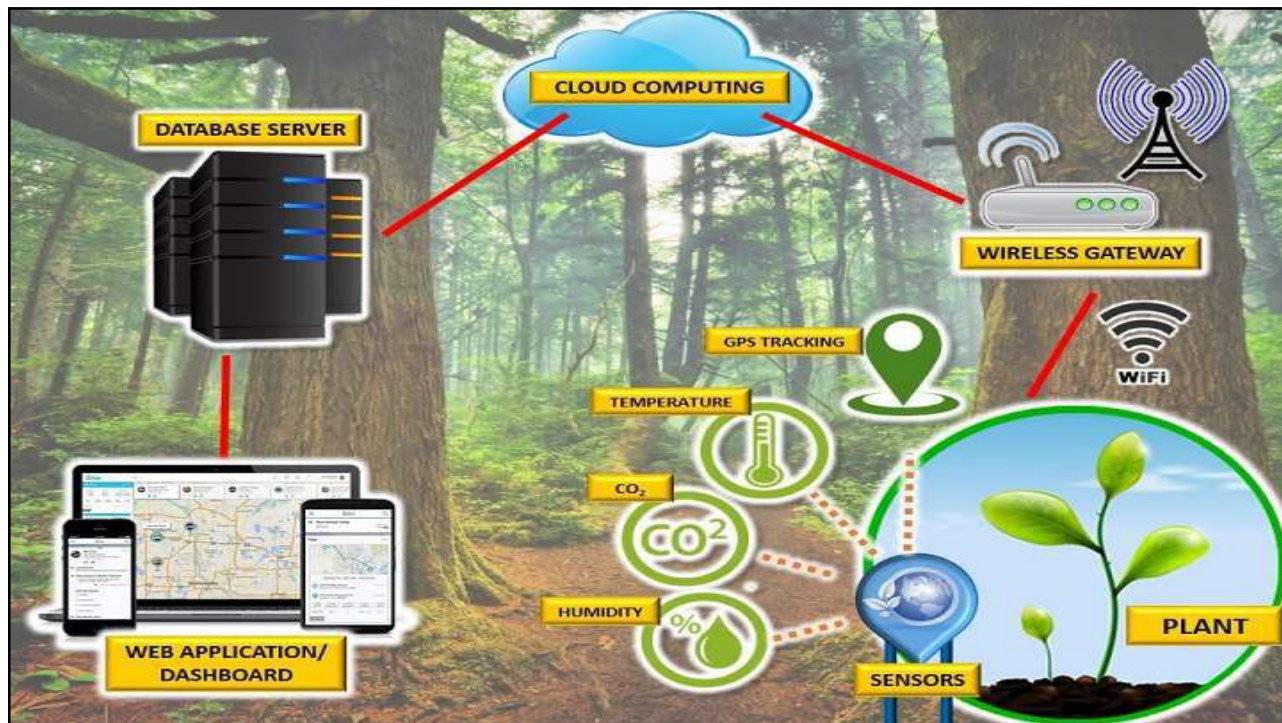 CLOUD COMPUTING
DATABASE SERVER
WIRELESS GATEWAY
GPS TRACKING
WiFi
TEMPERATURE
CO₂
CO²
HUMIDITY
%
PLANT
WEB APPLICATION/
DASHBOARD
SENSORS